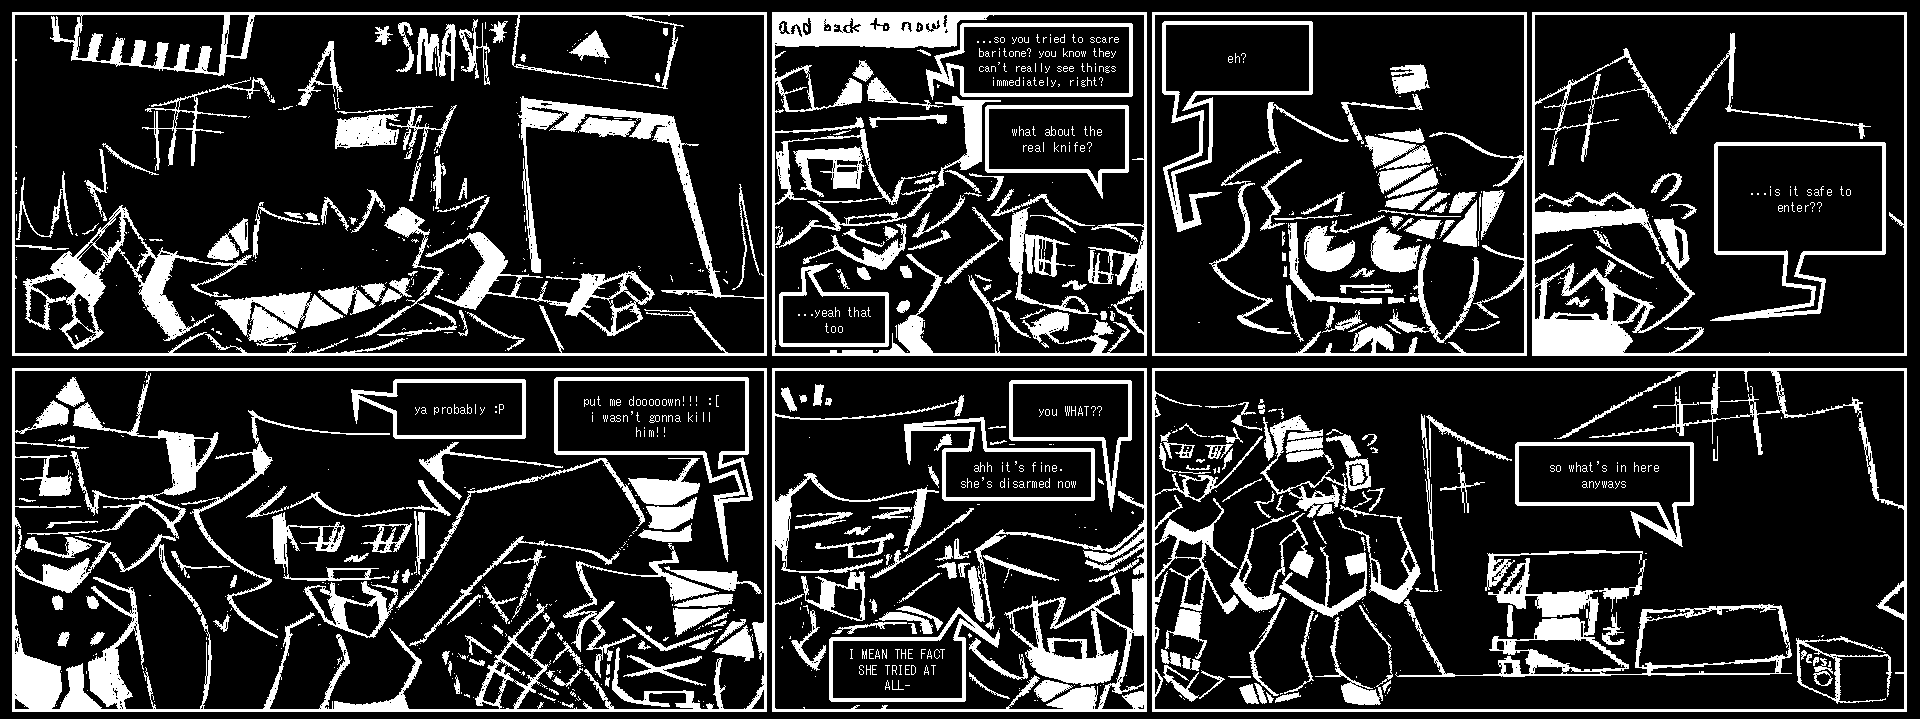 *SMASH*
and back to now!
...so you tried to scare
baritone? you know they
can't really see things
immediately, right?
what about the
real knife?
...yeah that
too
eh?
...is it safe to
enter??
ya probably :P
put me dooooown!!! :[
i wasn't gonna kill
him!!
you WHAT??
ahh it's fine.
she's disarmed now
I MEAN THE FACT
SHE TRIED AT
ALL-
so what's in here
anyways
PEPSI